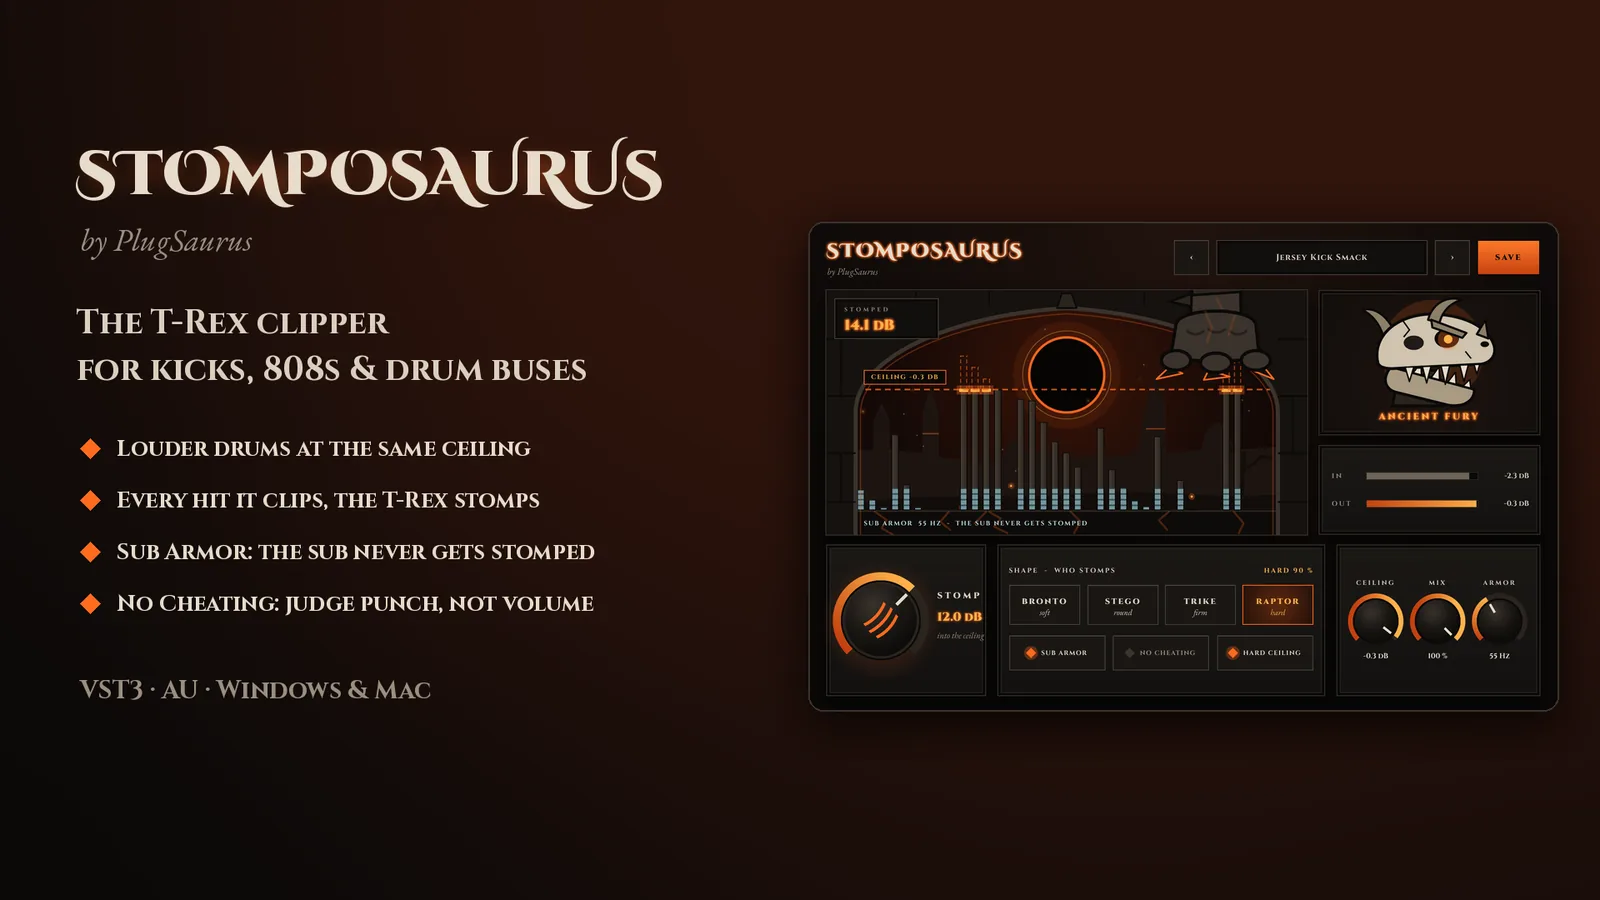 STOMPOSAURUS
by PlugSaurus
The T-Rex clipper
for kicks, 808s & drum buses
Louder drums at the same ceiling
Every hit it clips, the T-Rex stomps
Sub Armor: the sub never gets stomped
No Cheating: judge punch, not volume
VST3 · AU · Windows & Mac
STOMPOSAURUS
by PlugSaurus
‹
Jersey Kick Smack
›
SAVE
STOMPED
14.1 dB
CEILING -0.3 dB
SUB ARMOR 55 HZ - THE SUB NEVER GETS STOMPED
ANCIENT FURY
IN -2.3 dB
OUT -0.3 dB
STOMP
12.0 dB
into the ceiling
SHAPE - WHO STOMPS HARD 90 %
BRONTO STEGO TRIKE RAPTOR
soft round firm hard
SUB ARMOR NO CHEATING HARD CEILING
CEILING MIX ARMOR
-0.3 dB 100 % 55 Hz